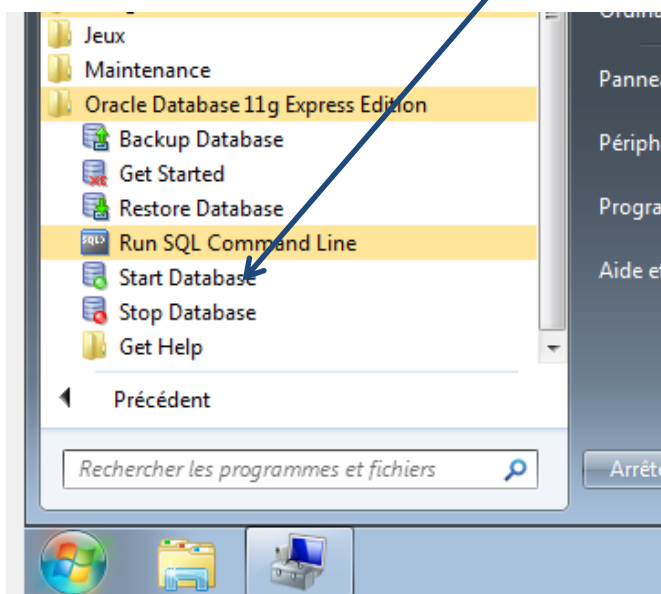 Jeux
Maintenance
Oracle Database 11g Express Edition
Backup Database
Get Started
Restore Database
Run SQL Command Line
Start Database
Stop Database
Get Help
Précédent
Rechercher les programmes et fichiers
Panne
Périph
Progra
Aide et
Arrête